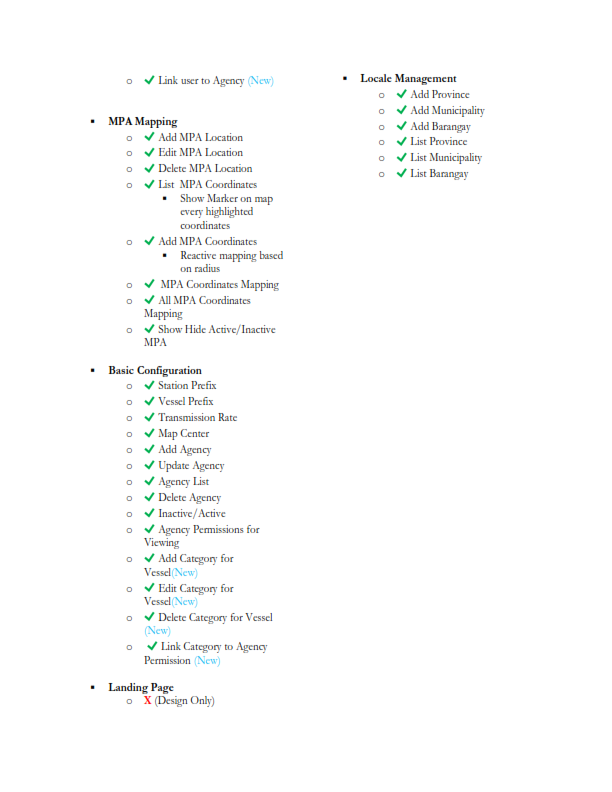 o ✔ Link user to Agency (New)
▪ MPA Mapping
o ✔ Add MPA Location
o ✔ Edit MPA Location
o ✔ Delete MPA Location
o ✔ List MPA Coordinates
▪ Show Marker on map
every highlighted
coordinates
o ✔ Add MPA Coordinates
▪ Reactive mapping based
on radius
o ✔ MPA Coordinates Mapping
o ✔ All MPA Coordinates
Mapping
o ✔ Show Hide Active/Inactive
MPA
▪ Basic Configuration
o ✔ Station Prefix
o ✔ Vessel Prefix
o ✔ Transmission Rate
o ✔ Map Center
o ✔ Add Agency
o ✔ Update Agency
o ✔ Agency List
o ✔ Delete Agency
o ✔ Inactive/Active
o ✔ Agency Permissions for
Viewing
o ✔ Add Category for
Vessel(New)
o ✔ Edit Category for
Vessel(New)
o ✔ Delete Category for Vessel
(New)
o ✔ Link Category to Agency
Permission (New)
▪ Landing Page
o X (Design Only)
▪ Locale Management
o ✔ Add Province
o ✔ Add Municipality
o ✔ Add Barangay
o ✔ List Province
o ✔ List Municipality
o ✔ List Barangay